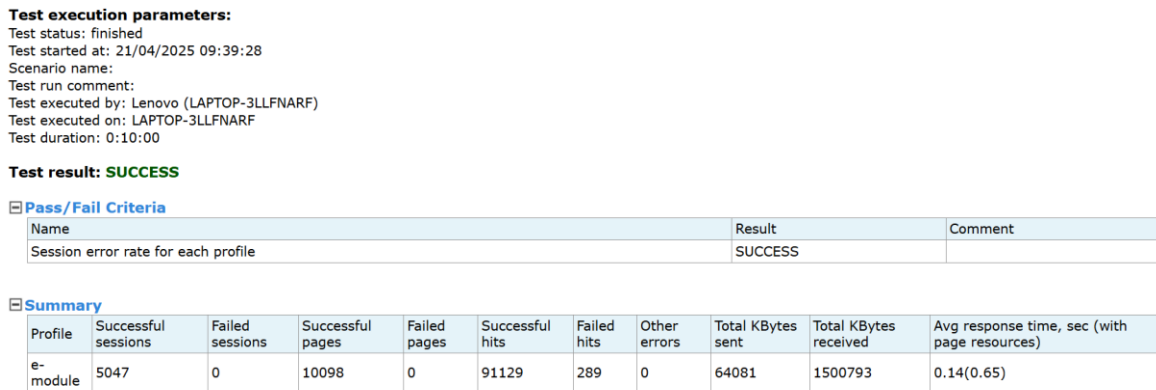 Test execution parameters:
Test status: finished
Test started at: 21/04/2025 09:39:28
Scenario name:
Test run comment:
Test executed by: Lenovo (LAPTOP-3LLFNARF)
Test executed on: LAPTOP-3LLFNARF
Test duration: 0:10:00
Test result: SUCCESS
Pass/Fail Criteria
Name Result Comment
Session error rate for each profile SUCCESS
Summary
Profile Successful sessions Failed sessions Successful pages Failed pages Successful hits Failed hits Other errors Total KBytes sent Total KBytes received Avg response time, sec (with page resources)
e-module 5047 0 10098 0 91129 289 0 64081 1500793 0.14(0.65)